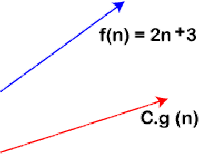 f(n) = 2n +3
C.g (n)